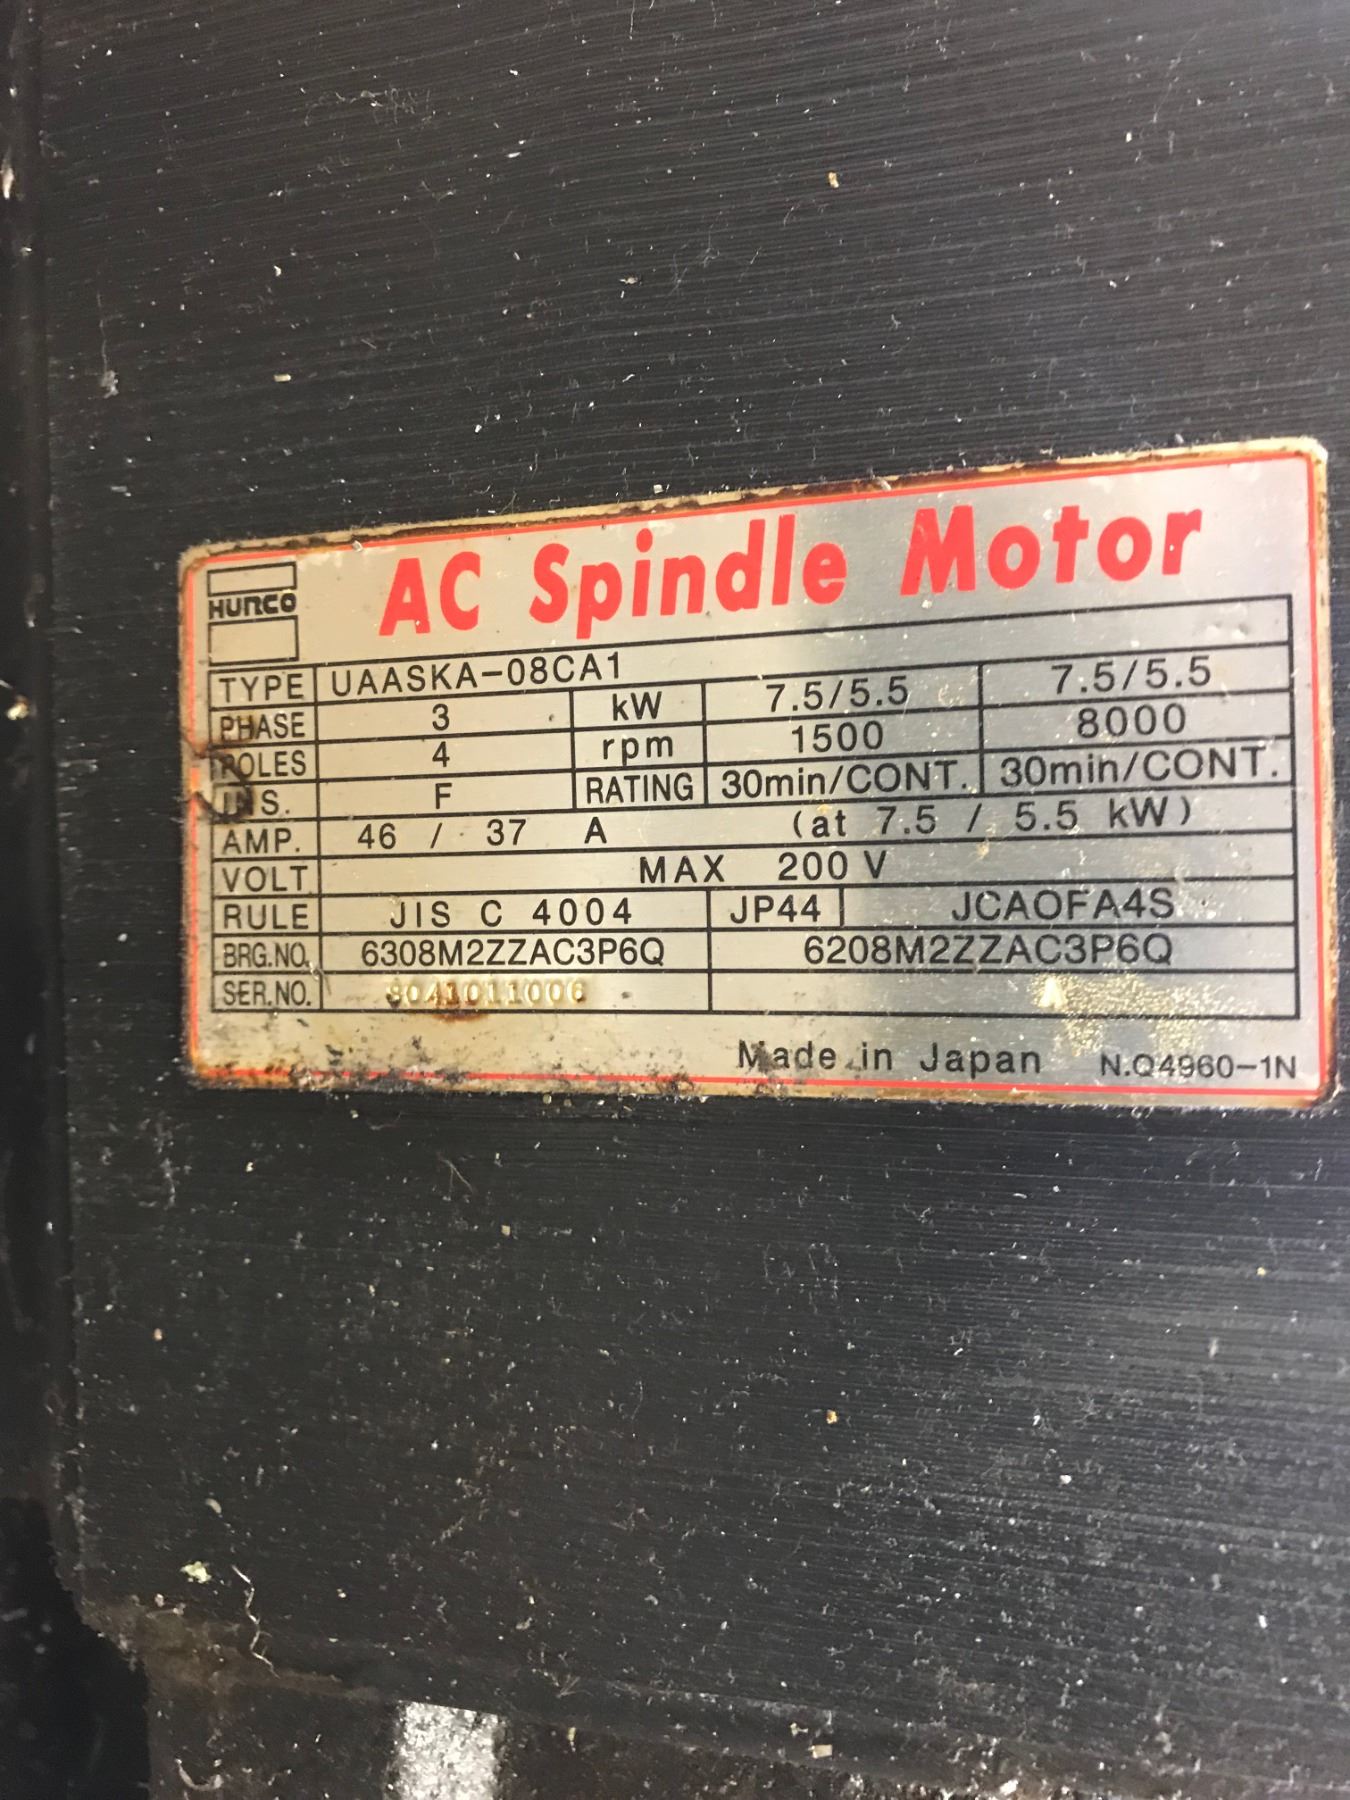 HURCO
AC Spindle Motor
TYPE UAASKA-08CA1
PHASE 3 kW 7.5/5.5 7.5/5.5
POLES 4 rpm 1500 8000
INS. F RATING 30min/CONT. 30min/CONT.
AMP. 46 / 37 A (at 7.5 / 5.5 kW)
VOLT MAX 200 V
RULE JIS C 4004 JP44 JCAOFA4S
BRG.NO. 6308M2ZZAC3P6Q 6208M2ZZAC3P6Q
SER.NO.
Made in Japan N.Q4960-1N